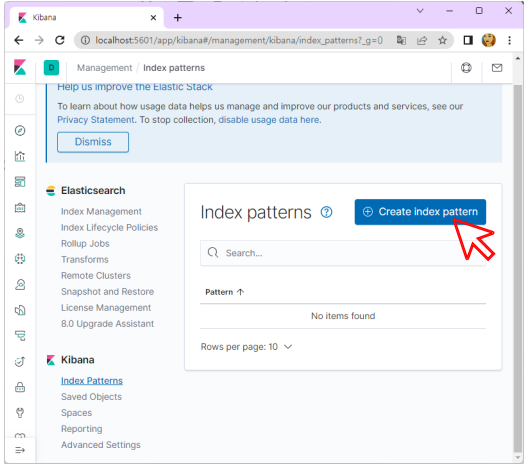 Kibana
localhost:5601/app/kibana#/management/kibana/index_patterns?_g=()
D
Management / Index patterns
Help us improve the Elastic Stack
To learn about how usage data helps us manage and improve our products and services, see our
Privacy Statement. To stop collection, disable usage data here.
Dismiss
Elasticsearch
Index Management
Index Lifecycle Policies
Rollup Jobs
Transforms
Remote Clusters
Snapshot and Restore
License Management
8.0 Upgrade Assistant
Kibana
Index Patterns
Saved Objects
Spaces
Reporting
Advanced Settings
Index patterns
Create index pattern
Search...
Pattern
No items found
Rows per page: 10